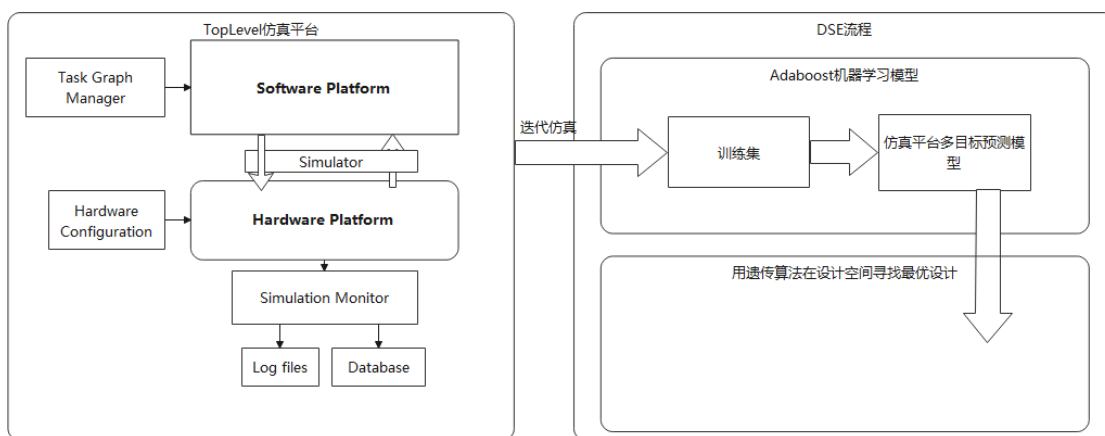 TopLevel仿真平台
Task Graph
Manager
Software Platform
Simulator
Hardware
Configuration
Hardware Platform
Simulation Monitor
Log files
Database
迭代仿真
DSE流程
Adaboost机器学习模型
训练集
仿真平台多目标预测模
型
用遗传算法在设计空间寻找最优设计